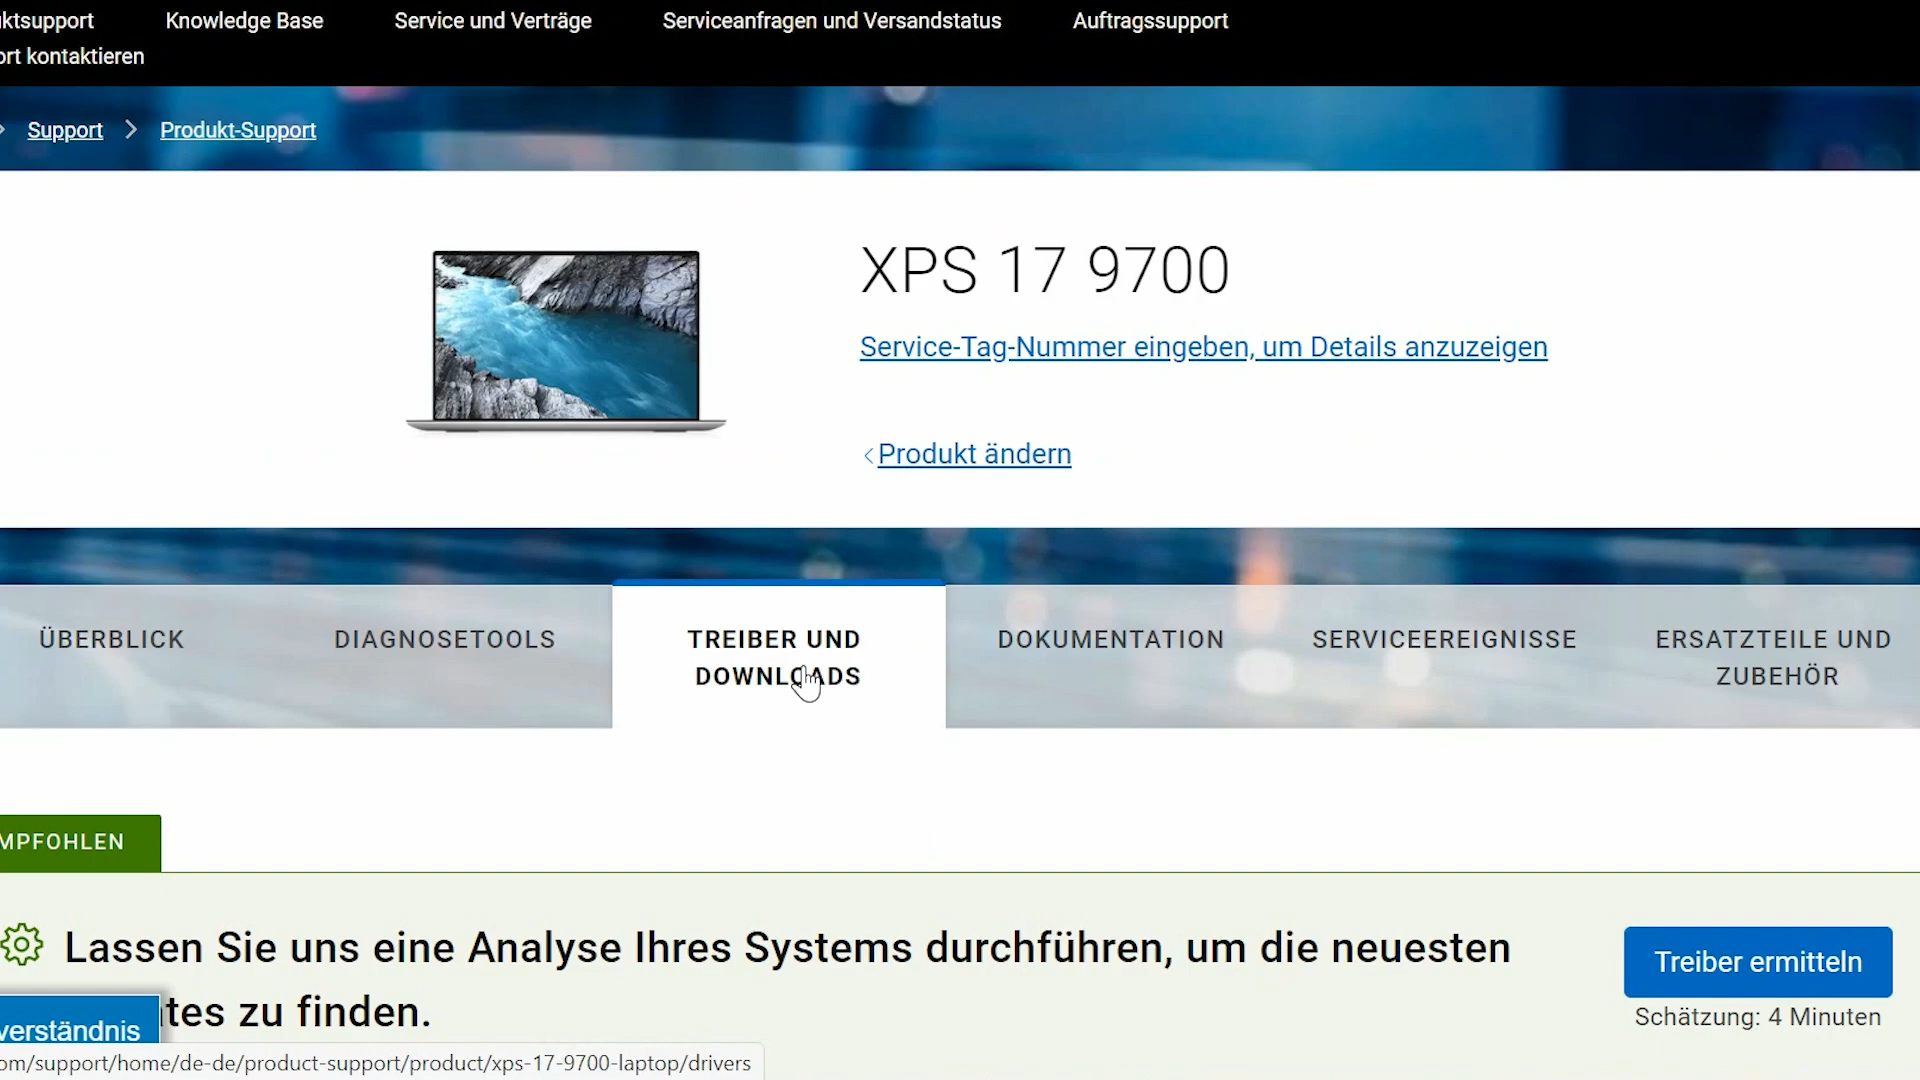 ktsupport Knowledge Base Service und Verträge Serviceanfragen und Versandstatus Auftragssupport
ort kontaktieren
Support Produkt-Support
XPS 17 9700
Service-Tag-Nummer eingeben, um Details anzuzeigen
Produkt ändern
ÜBERBLICK
DIAGNOSETOOLS
TREIBER UND
DOWNLOADS
DOKUMENTATION
SERVICEEREIGNISSE
ERSATZTEILE UND
ZUBEHÖR
MPFOHLEN
Lassen Sie uns eine Analyse Ihres Systems durchführen, um die neuesten
tes zu finden.
Treiber ermitteln
Schätzung: 4 Minuten
verständnis
om/support/home/de-de/product-support/product/xps-17-9700-laptop/drivers